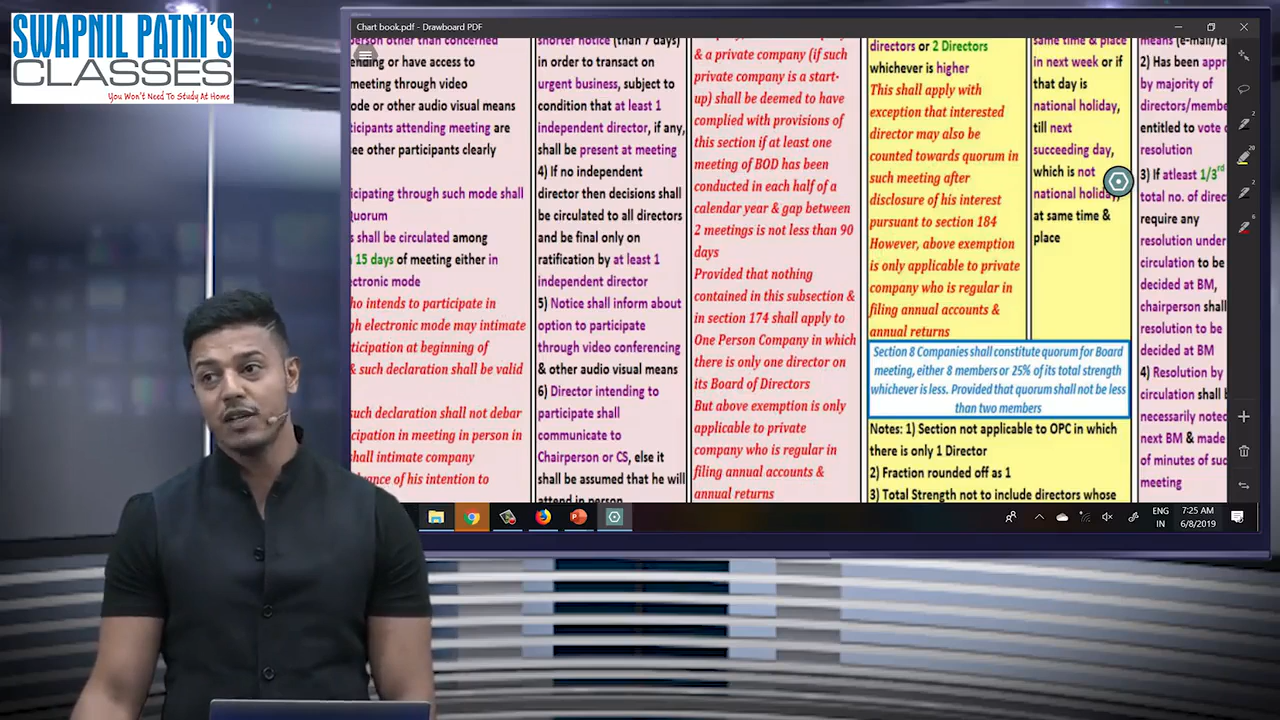 SWAPNIL PATNI'S
CLASSES
You Won't Need To Study At Home
Chart book.pdf - Drawboard PDF
person other than concerned
ending or have access to
meeting through video
ode or other audio visual means
ticipants attending meeting are
see other participants clearly
icipating through such mode shall
quorum
s shall be circulated among
15 days of meeting either in
ectronic mode
ho intends to participate in
gh electronic mode may intimate
ticipation at beginning of
& such declaration shall be valid
such declaration shall not debar
icipation in meeting in person in
shall intimate company
vance of his intention to
shorter notice (than 7 days)
in order to transact on
urgent business, subject to
condition that at least 1
independent director, if any,
shall be present at meeting
4) If no independent
director then decisions shall
be circulated to all directors
and be final only on
ratification by at least 1
independent director
5) Notice shall inform about
option to participate
through video conferencing
& other audio visual means
6) Director intending to
participate shall
communicate to
Chairperson or CS, else it
shall be assumed that he will
attend in person
& a private company (if such
private company is a start-
up) shall be deemed to have
complied with provisions of
this section if at least one
meeting of BOD has been
conducted in each half of a
calendar year & gap between
2 meetings is not less than 90
days
Provided that nothing
contained in this subsection &
in section 174 shall apply to
One Person Company in which
there is only one director on
its Board of Directors
But above exemption is only
applicable to private
company who is regular in
filing annual accounts &
annual returns
directors or 2 Directors
whichever is higher
This shall apply with
exception that interested
director may also be
counted towards quorum in
such meeting after
disclosure of his interest
pursuant to section 184
However, above exemption
is only applicable to private
company who is regular in
filing annual accounts &
annual returns
same time & place
in next week or if
that day is
national holiday,
till next
succeeding day,
which is not
national holiday,
at same time &
place
Section 8 Companies shall constitute quorum for Board
meeting, either 8 members or 25% of its total strength
whichever is less. Provided that quorum shall not be less
than two members
Notes: 1) Section not applicable to OPC in which
there is only 1 Director
2) Fraction rounded off as 1
3) Total Strength not to include directors whose
means (e-mail/fa
2) Has been appr
by majority of
directors/membe
entitled to vote o
resolution
3) If atleast 1/3rd
total no. of direc
require any
resolution under
circulation to be
decided at BM,
chairperson shall
resolution to be
decided at BM
4) Resolution by
circulation shall b
necessarily noted
next BM & made
of minutes of suc
meeting
ENG
IN
7:25 AM
6/8/2019